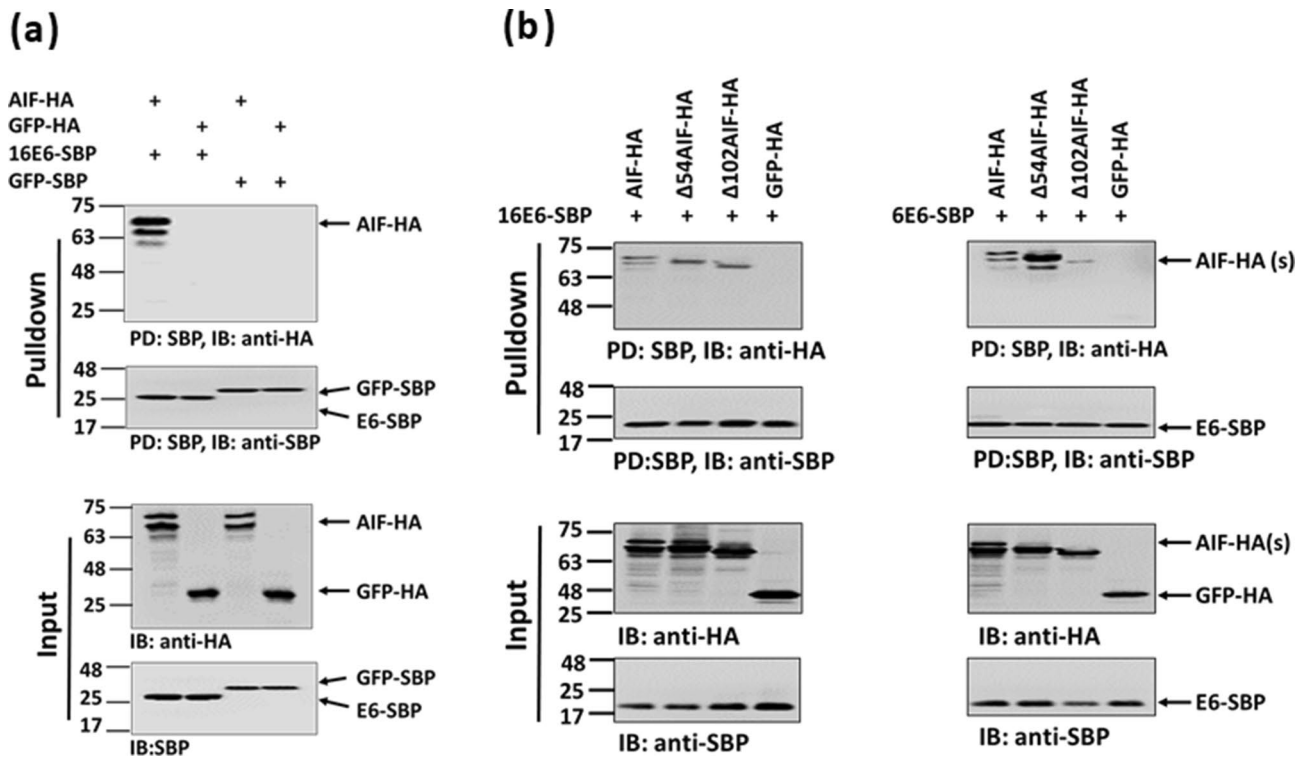 (a)
AIF-HA + +
GFP-HA + +
16E6-SBP + +
GFP-SBP + +
Pulldown
75
63
48
25
AIF-HA
PD: SBP, IB: anti-HA
48
25
17
GFP-SBP
E6-SBP
PD: SBP, IB: anti-SBP
Input
75
63
48
25
AIF-HA
GFP-HA
IB: anti-HA
48
25
17
GFP-SBP
E6-SBP
IB:SBP
(b)
AIF-HA
Δ54AIF-HA
Δ102AIF-HA
GFP-HA
16E6-SBP + + + +
Pulldown
75
63
48
PD: SBP, IB: anti-HA
48
25
17
PD:SBP, IB: anti-SBP
Input
75
63
48
25
IB: anti-HA
48
25
17
IB: anti-SBP
AIF-HA
Δ54AIF-HA
Δ102AIF-HA
GFP-HA
6E6-SBP + + + +
AIF-HA (s)
PD: SBP, IB: anti-HA
E6-SBP
PD:SBP, IB: anti-SBP
AIF-HA(s)
GFP-HA
IB: anti-HA
E6-SBP
IB: anti-SBP